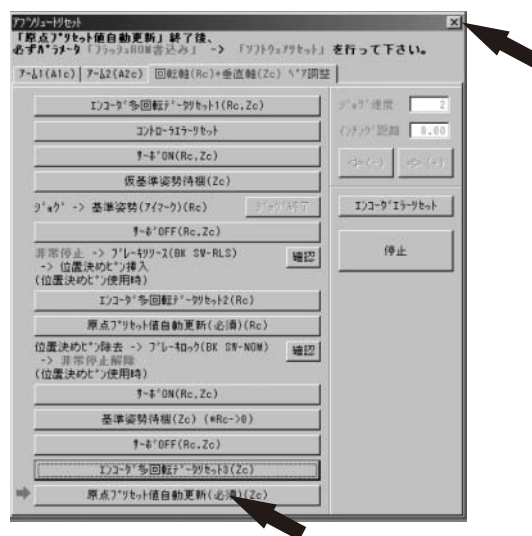 アブソリュートリセット
「原点プリセット値自動更新」終了後、
必ずパラメータ「フラッシュROM書込み」 -> 「ソフトウェアリセット」 を行って下さい。
アーム1(A1c) アーム2(A2c) 回転軸(Rc)+垂直軸(Zc) ペア調整
エンコーダ多回転データリセット1(Rc,Zc)
コントローラエラーリセット
サーボON(Rc,Zc)
仮基準姿勢待機(Zc)
ジョグ -> 基準姿勢(アイマーク)(Rc) ジョグ終了
サーボOFF(Rc,Zc)
非常停止 -> ブレーキリリース(BK SW-RLS)
-> 位置決めピン挿入
(位置決めピン使用時)
確認
エンコーダ多回転データリセット2(Rc)
原点プリセット値自動更新(必須)(Rc)
位置決めピン除去 -> ブレーキロック(BK SW-NOM)
-> 非常停止解除
(位置決めピン使用時)
確認
サーボON(Rc,Zc)
基準姿勢待機(Zc) (*Rc->0)
サーボOFF(Rc,Zc)
エンコーダ多回転データリセット3(Zc)
原点プリセット値自動更新(必須)(Zc)
ジョグ速度 2
インチング距離 0.00
<=(-) =>(+)
エンコーダエラーリセット
停止